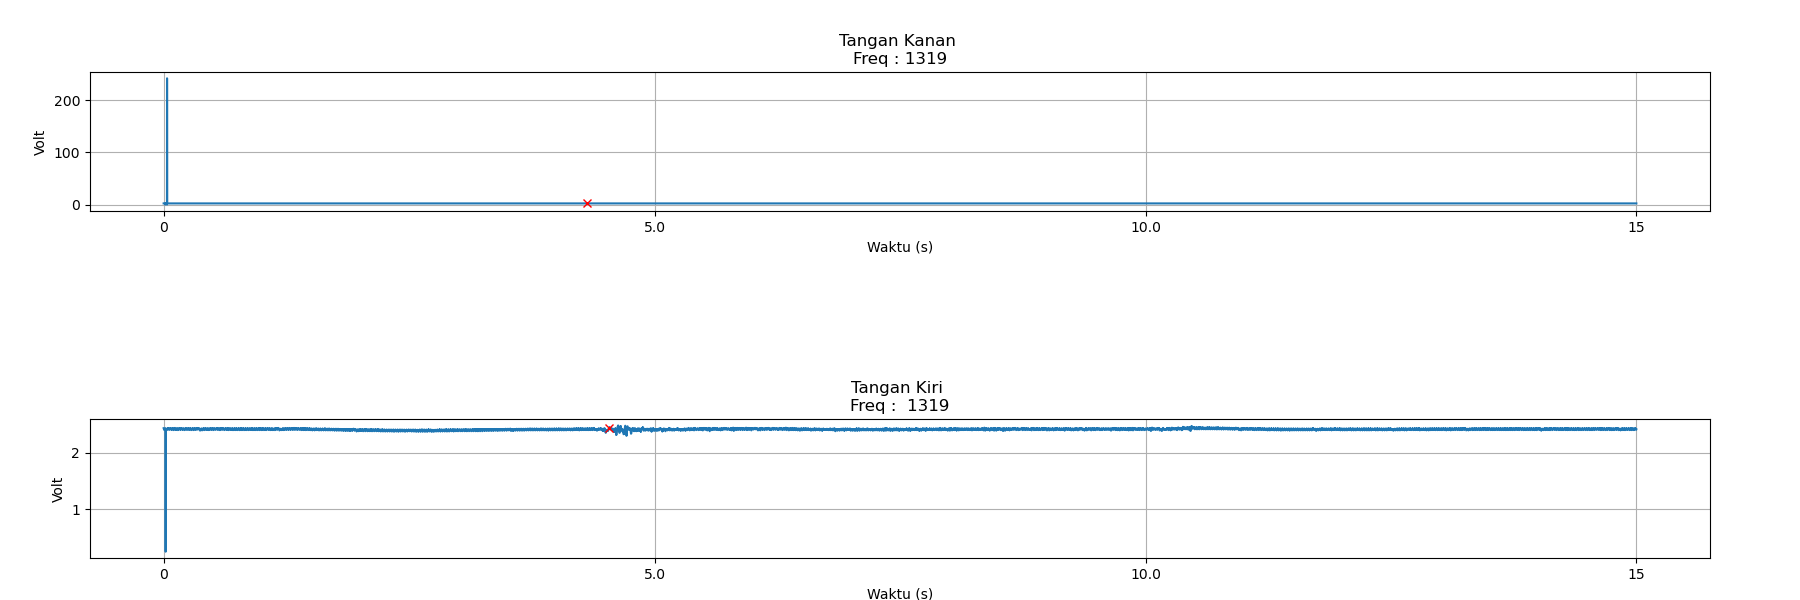 Tangan Kanan
Freq : 1319
Volt
200
100
0
0 5.0 10.0 15
Waktu (s)
Tangan Kiri
Freq :  1319
Volt
2
1
0 5.0 10.0 15
Waktu (s)